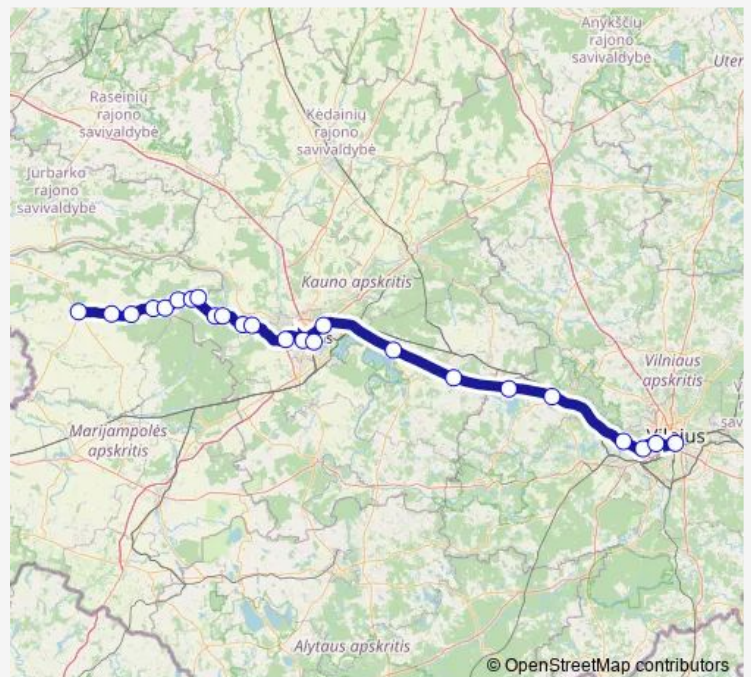 Anykščių
rajono
savivaldybė
Uter
Raseinių
rajono
savivaldybė
Kėdainių
rajono
savivaldybė
Jurbarko
rajono
savivaldybė
Kauno apskritis
Vilniaus
apskritis
Vilnius
sav
Marijampolės
apskritis
Alytaus apskritis
© OpenStreetMap contributors